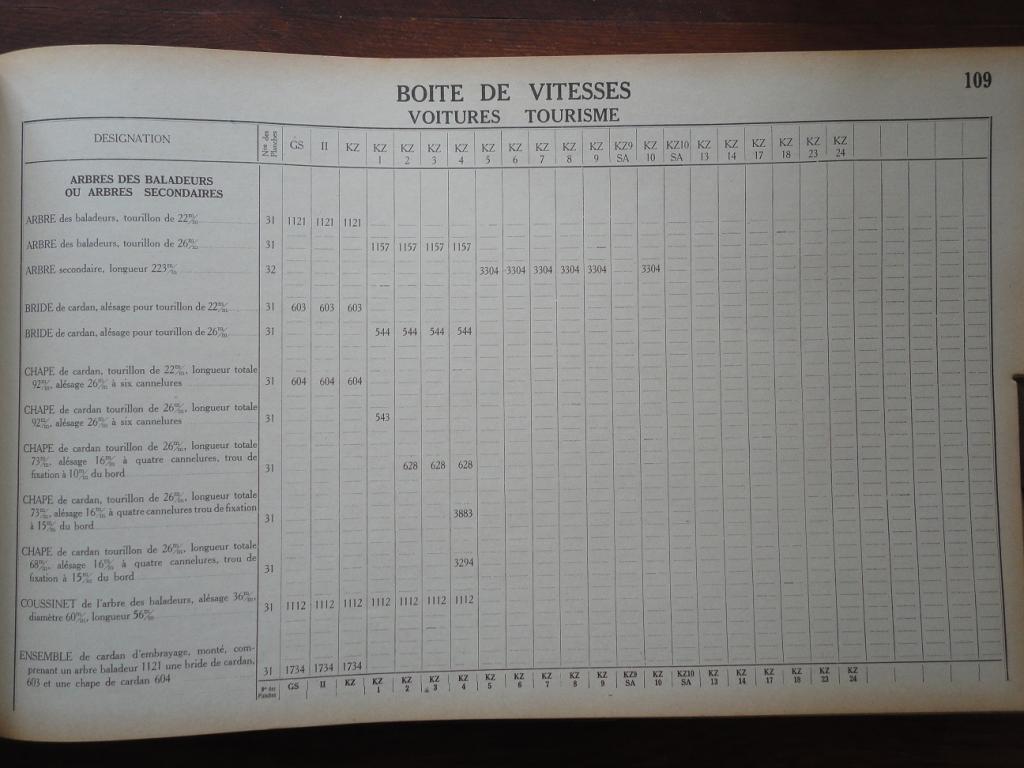 109
BOITE DE VITESSES
VOITURES TOURISME
DESIGNATION Nos des Planches GS II KZ KZ 1 KZ 2 KZ 3 KZ 4 KZ 5 KZ 6 KZ 7 KZ 8 KZ 9 KZ9 SA KZ 10 KZ10 SA KZ 13 KZ 14 KZ 17 KZ 18 KZ 23 KZ 24
ARBRES DES BALADEURS
OU ARBRES SECONDAIRES
ARBRE des baladeurs, tourillon de 22m/m 31 1121 1121 1121
ARBRE des baladeurs, tourillon de 26m/m 31 1157 1157 1157 1157
ARBRE secondaire, longueur 223m/m 32 3304 3304 3304 3304 3304 3304
BRIDE de cardan, alésage pour tourillon de 22m/m 31 603 603 603
BRIDE de cardan, alésage pour tourillon de 26m/m 31 544 544 544 544
CHAPE de cardan, tourillon de 22m/m, longueur totale
92m/m, alésage 26m/m à six cannelures 31 604 604 604
CHAPE de cardan tourillon de 26m/m, longueur totale
92m/m, alésage 26m/m à six cannelures 31 543
CHAPE de cardan tourillon de 26m/m, longueur totale
73m/m, alésage 16m/m à quatre cannelures, trou de
fixation à 10m/m du bord 31 628 628 628
CHAPE de cardan, tourillon de 26m/m, longueur totale
73m/m, alésage 16m/m à quatre cannelures trou de fixation
à 15m/m du bord 31 3883
CHAPE de cardan tourillon de 26m/m, longueur totale
68m/m, alésage 16m/m à quatre cannelures, trou de
fixation à 15m/m du bord 31 3294
COUSSINET de l'arbre des baladeurs, alésage 36m/m,
diamètre 60m/m, longueur 56m/m 31 1112 1112 1112 1112 1112 1112 1112
ENSEMBLE de cardan d'embrayage, monté, com-
prenant un arbre baladeur 1121 une bride de cardan,
603 et une chape de cardan 604 31 1734 1734 1734
Nos des Planches GS II KZ KZ 1 KZ 2 KZ 3 KZ 4 KZ 5 KZ 6 KZ 7 KZ 8 KZ 9 KZ9 SA KZ 10 KZ10 SA KZ 13 KZ 14 KZ 17 KZ 18 KZ 23 KZ 24